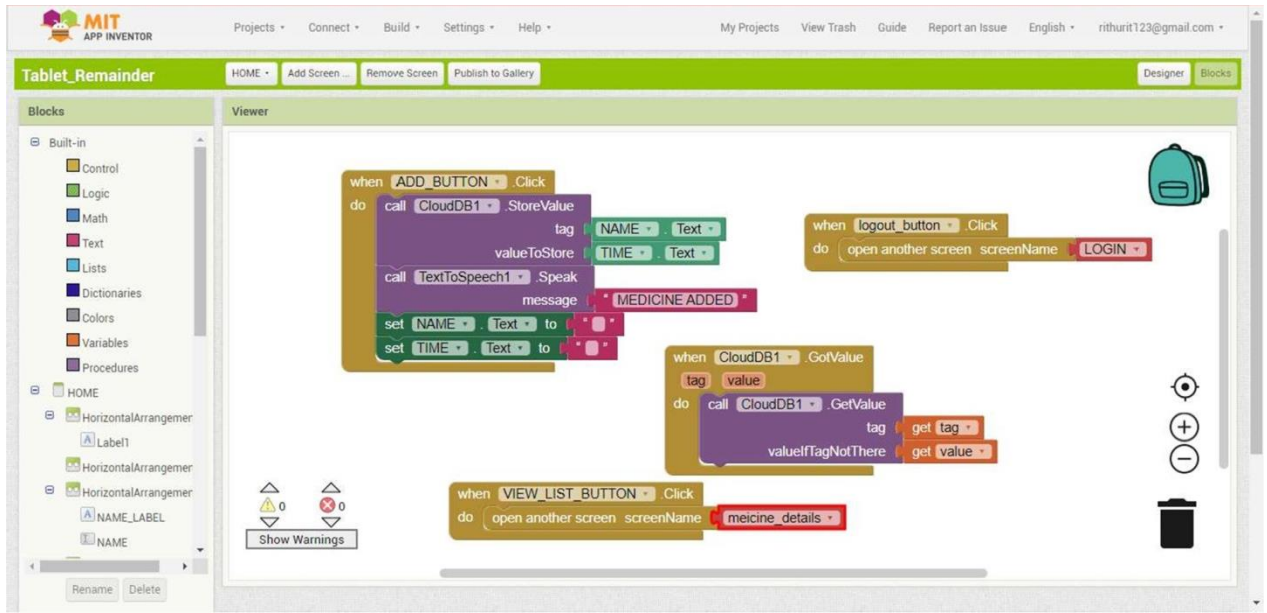 MIT
APP INVENTOR
Projects
Connect
Build
Settings
Help
My Projects
View Trash
Guide
Report an Issue
English
rithurit123@gmail.com
Tablet_Remainder
HOME
Add Screen ...
Remove Screen
Publish to Gallery
Designer
Blocks
Blocks
Viewer
Built-in
Control
Logic
Math
Text
Lists
Dictionaries
Colors
Variables
Procedures
HOME
HorizontalArrangemer
Label1
HorizontalArrangemer
HorizontalArrangemer
NAME_LABEL
NAME
Rename
Delete
when ADD_BUTTON .Click
do call CloudDB1 .StoreValue
tag NAME . Text
valueToStore TIME . Text
call TextToSpeech1 .Speak
message " MEDICINE ADDED "
set NAME . Text to " "
set TIME . Text to " "
when logout_button .Click
do open another screen screenName LOGIN
when CloudDB1 .GotValue
tag value
do call CloudDB1 .GetValue
tag get tag
valueIfTagNotThere get value
when VIEW_LIST_BUTTON .Click
do open another screen screenName meicine_details
0
0
Show Warnings